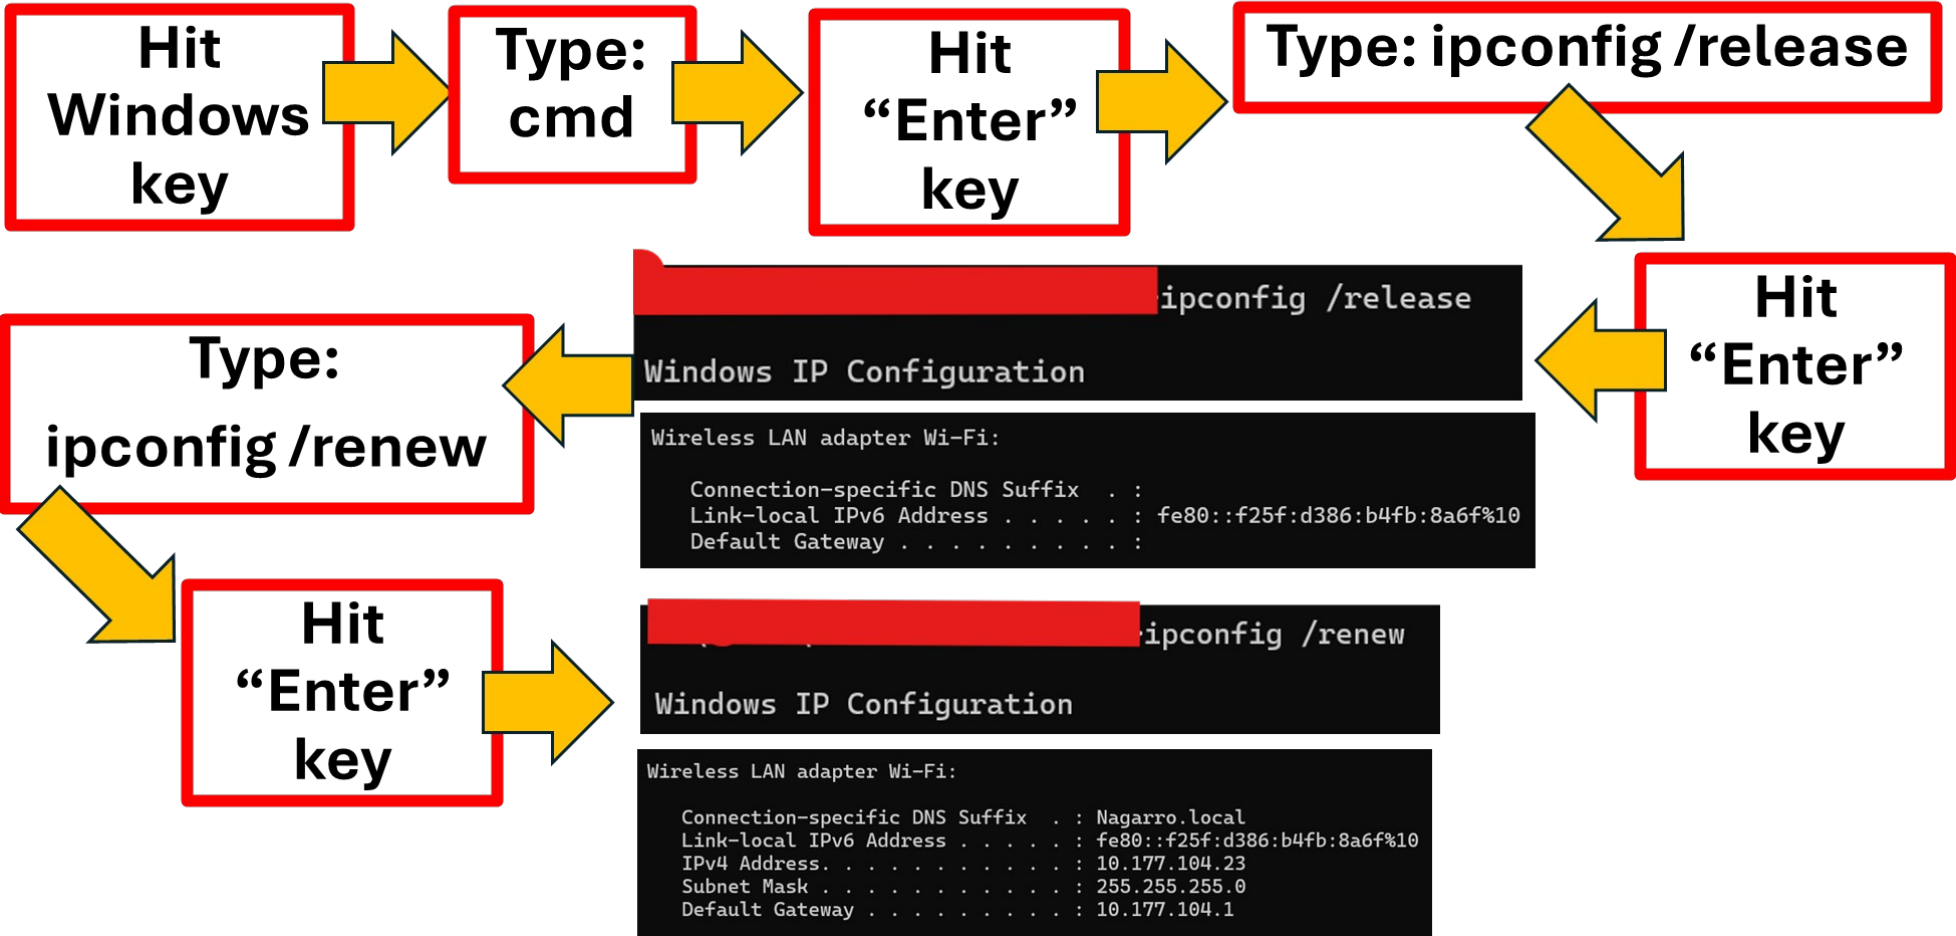 Hit
Windows
key
Type:
cmd
Hit
“Enter”
key
Type: ipconfig /release
Hit
“Enter”
key
ipconfig /release
Windows IP Configuration
Wireless LAN adapter Wi-Fi:
Connection-specific DNS Suffix  . :
Link-local IPv6 Address . . . . . : fe80::f25f:d386:b4fb:8a6f%10
Default Gateway . . . . . . . . . :
Type:
ipconfig /renew
Hit
“Enter”
key
ipconfig /renew
Windows IP Configuration
Wireless LAN adapter Wi-Fi:
Connection-specific DNS Suffix  . : Nagarro.local
Link-local IPv6 Address . . . . . : fe80::f25f:d386:b4fb:8a6f%10
IPv4 Address. . . . . . . . . . . : 10.177.104.23
Subnet Mask . . . . . . . . . . . : 255.255.255.0
Default Gateway . . . . . . . . . : 10.177.104.1